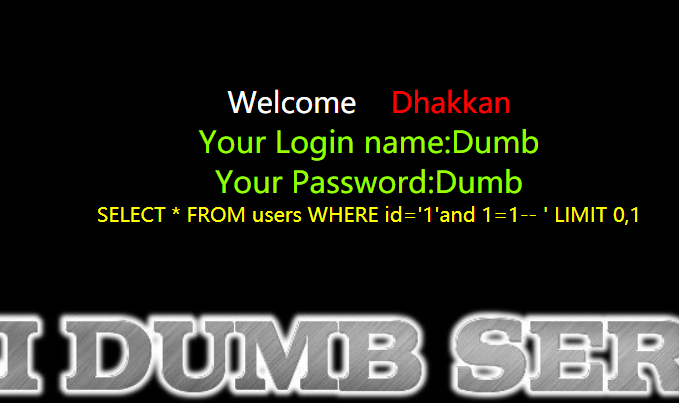 Welcome Dhakkan
Your Login name:Dumb
Your Password:Dumb
SELECT * FROM users WHERE id='1'and 1=1-- ' LIMIT 0,1
I DUMB SER